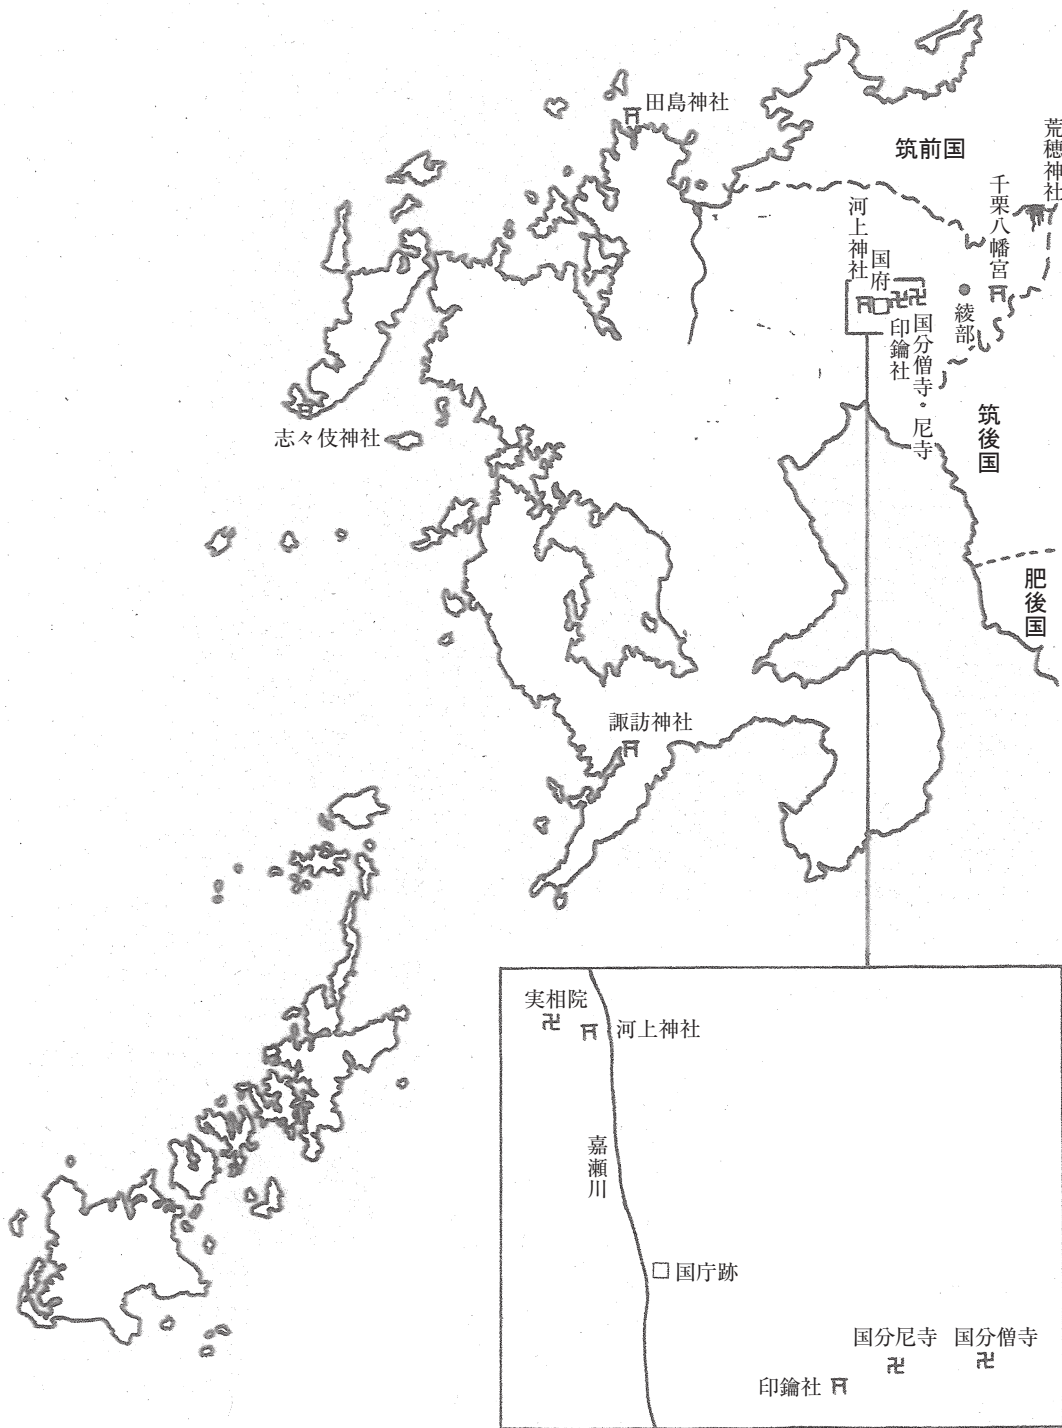 田島神社
筑前国
荒穂神社
千栗八幡宮
河上神社
国府
印鑰社
国分僧寺・尼寺
綾部
筑後国
志々伎神社
肥後国
諏訪神社
実相院
河上神社
嘉瀬川
国庁跡
国分尼寺
国分僧寺
印鑰社